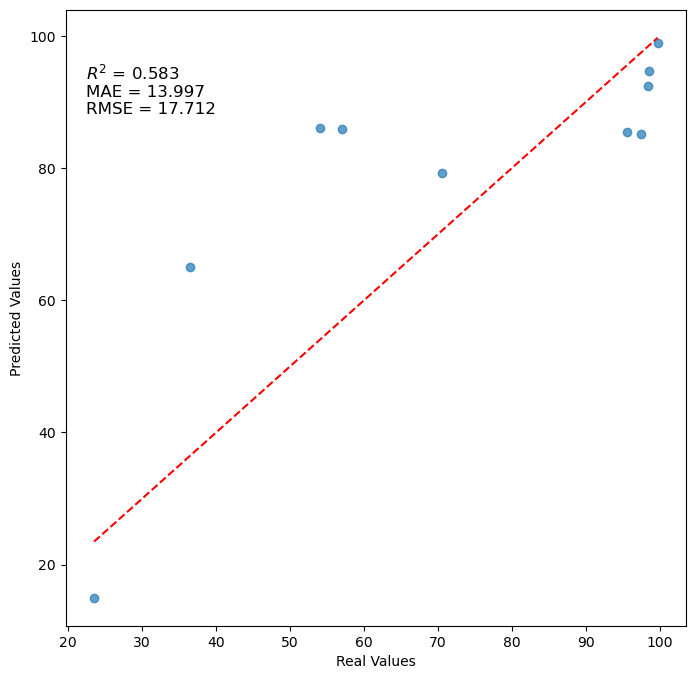 R² = 0.583
MAE = 13.997
RMSE = 17.712
100
80
60
40
20
Predicted Values
20 30 40 50 60 70 80 90 100
Real Values